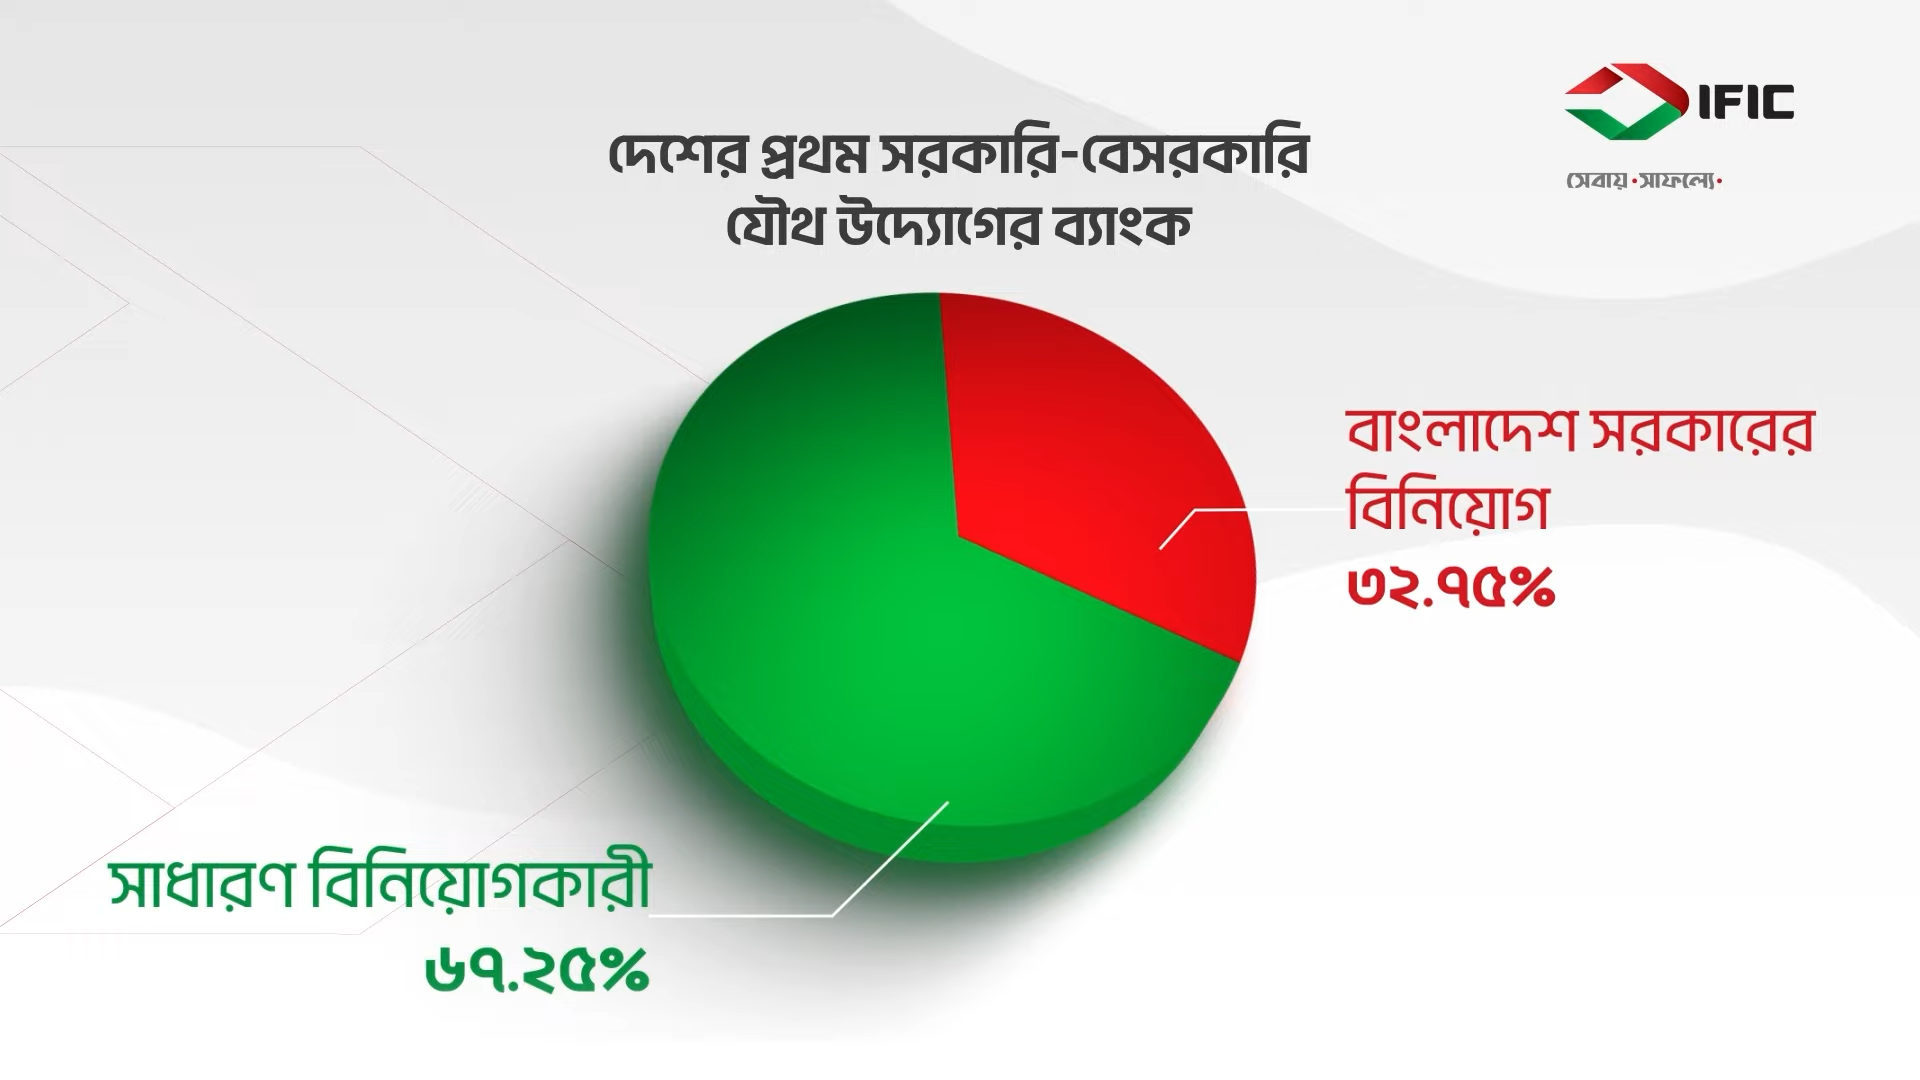 IFIC
সেবায় • সাফল্যে •
দেশের প্রথম সরকারি-বেসরকারি
যৌথ উদ্যোগের ব্যাংক
বাংলাদেশ সরকারের
বিনিয়োগ
৩২.৭৫%
সাধারণ বিনিয়োগকারী
৬৭.২৫%